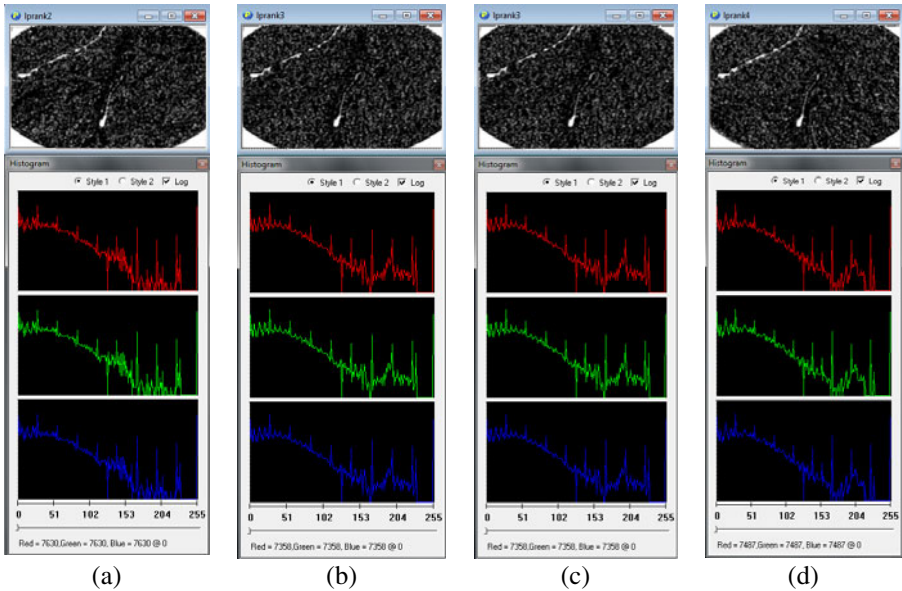 Iprank2
Histogram
Style 1 Style 2 Log
0 51 102 153 204 255
Red = 7630,Green = 7630, Blue = 7630 @ 0
(a)
Iprank3
Histogram
Style 1 Style 2 Log
0 51 102 153 204 255
Red = 7358,Green = 7358, Blue = 7358 @ 0
(b)
Iprank3
Histogram
Style 1 Style 2 Log
0 51 102 153 204 255
Red = 7358,Green = 7358, Blue = 7358 @ 0
(c)
Iprank4
Histogram
Style 1 Style 2 Log
0 51 102 153 204 255
Red = 7487,Green = 7487, Blue = 7487 @ 0
(d)